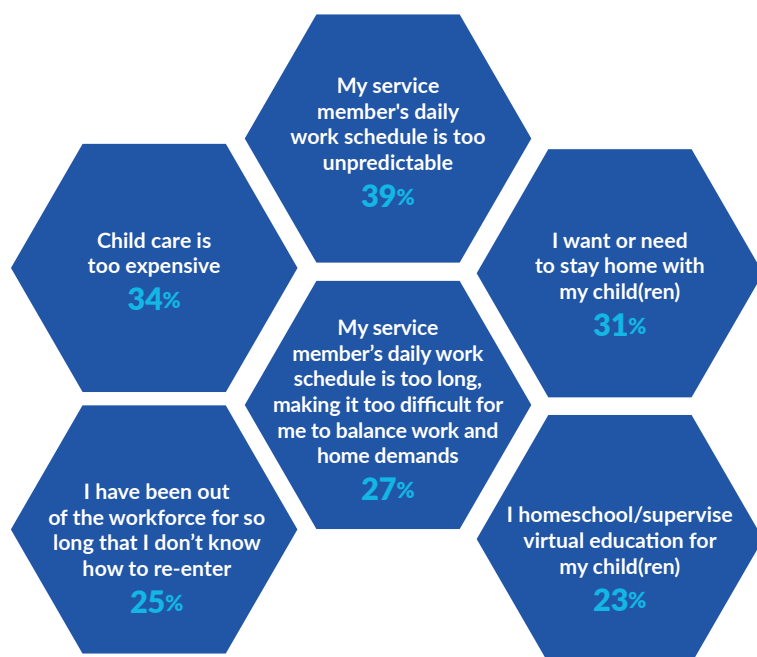 My service
member's daily
work schedule is too
unpredictable
39%
Child care is
too expensive
34%
I want or need
to stay home with
my child(ren)
31%
My service
member’s daily work
schedule is too long,
making it too difficult for
me to balance work and
home demands
27%
I have been out
of the workforce for so
long that I don’t know
how to re-enter
25%
I homeschool/supervise
virtual education for
my child(ren)
23%